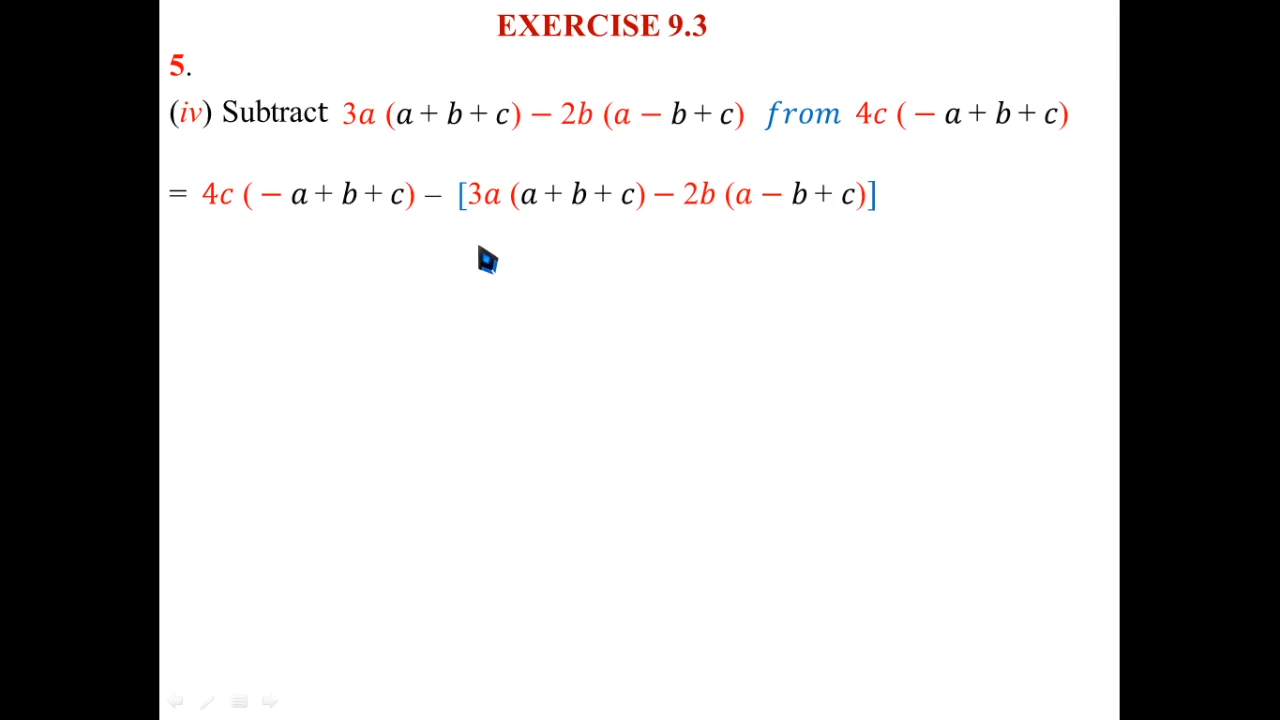 EXERCISE 9.3
5.
(iv) Subtract 3a (a + b + c) − 2b (a − b + c) from 4c ( − a + b + c)
= 4c ( − a + b + c) – [3a (a + b + c) − 2b (a − b + c)]